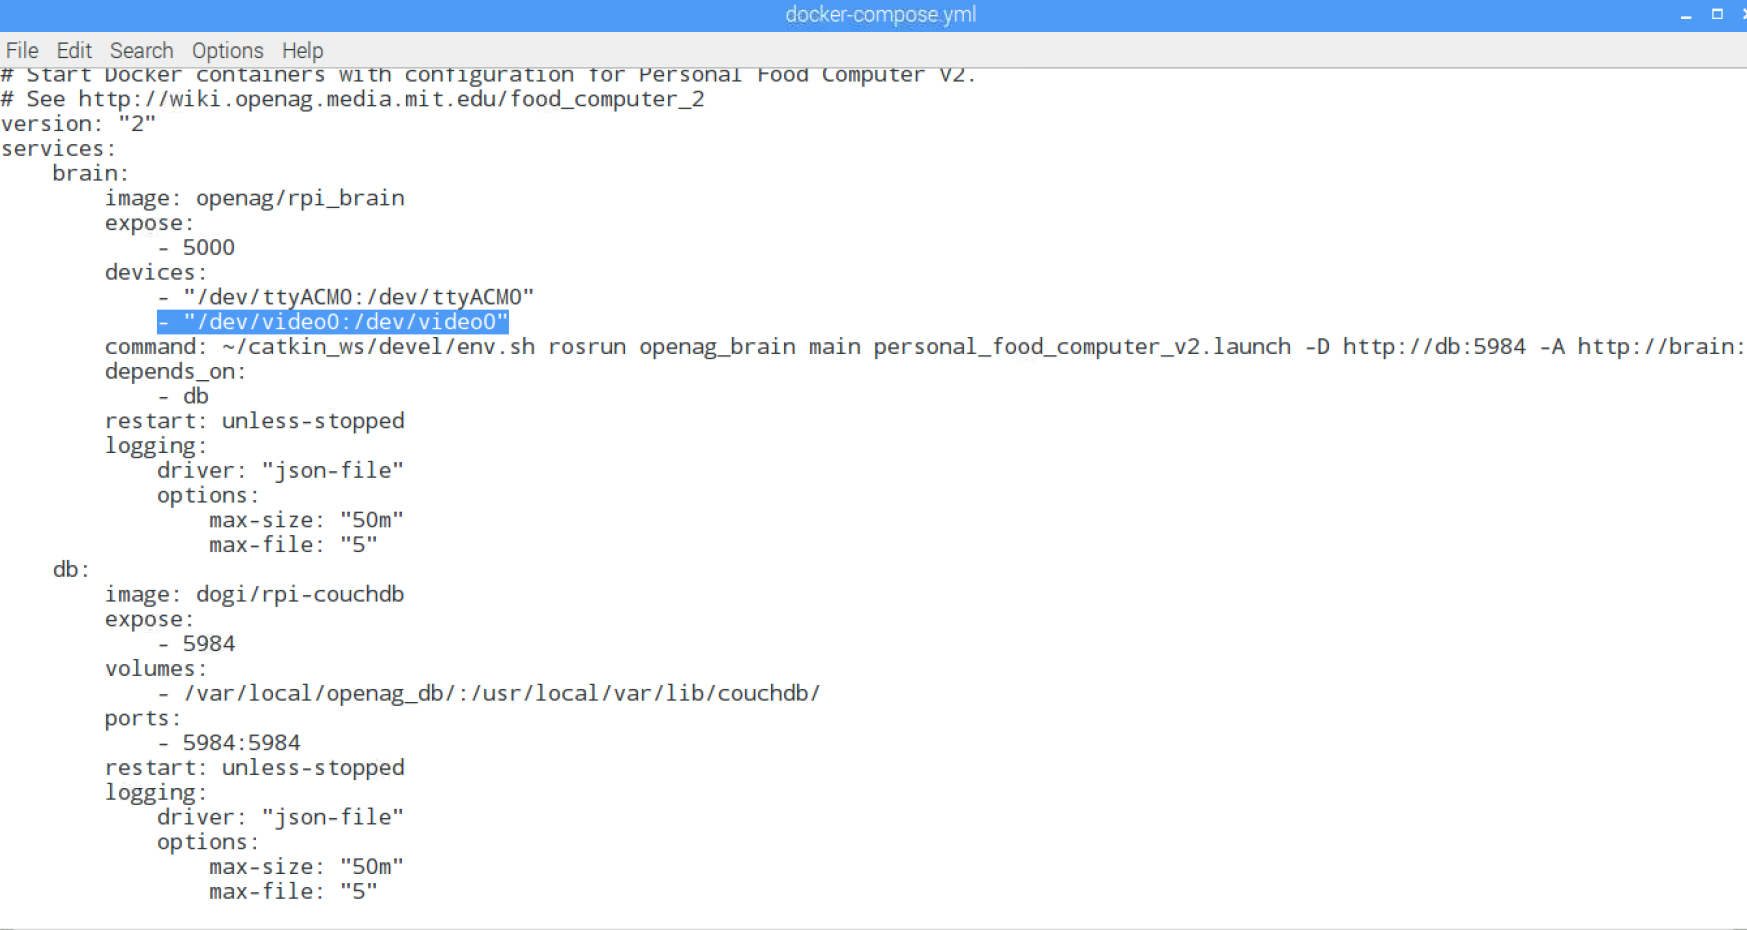 docker-compose.yml
File Edit Search Options Help
# Start Docker containers with configuration for Personal Food Computer V2.
# See http://wiki.openag.media.mit.edu/food_computer_2
version: "2"
services:
    brain:
        image: openag/rpi_brain
        expose:
            - 5000
        devices:
            - "/dev/ttyACM0:/dev/ttyACM0"
            - "/dev/video0:/dev/video0"
        command: ~/catkin_ws/devel/env.sh rosrun openag_brain main personal_food_computer_v2.launch -D http://db:5984 -A http://brain:
        depends_on:
            - db
        restart: unless-stopped
        logging:
            driver: "json-file"
            options:
                max-size: "50m"
                max-file: "5"
    db:
        image: dogi/rpi-couchdb
        expose:
            - 5984
        volumes:
            - /var/local/openag_db/:/usr/local/var/lib/couchdb/
        ports:
            - 5984:5984
        restart: unless-stopped
        logging:
            driver: "json-file"
            options:
                max-size: "50m"
                max-file: "5"